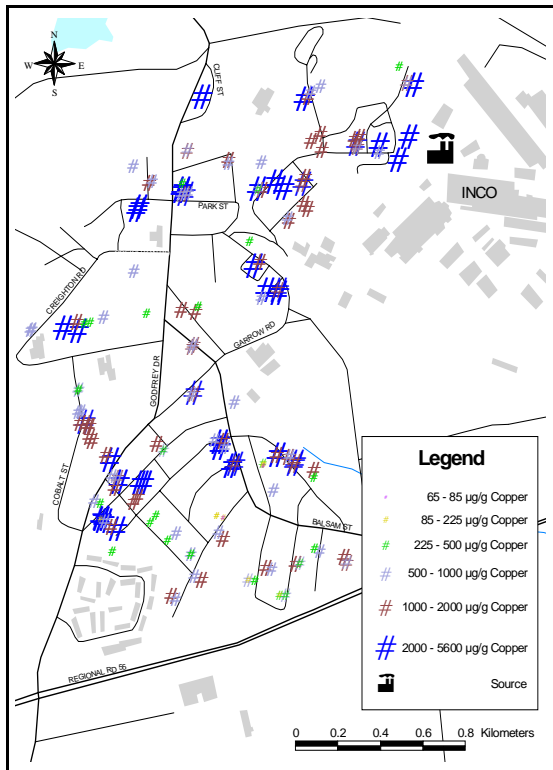 N
W E
S
CLIFF ST
INCO
PARK ST
CREIGHTON RD
GARROW RD
GODFREY DR
COBALT ST
BALSAM ST
REGIONAL RD 55
Legend
65 - 85 µg/g Copper
85 - 225 µg/g Copper
225 - 500 µg/g Copper
500 - 1000 µg/g Copper
1000 - 2000 µg/g Copper
2000 - 5600 µg/g Copper
Source
0 0.2 0.4 0.6 0.8 Kilometers